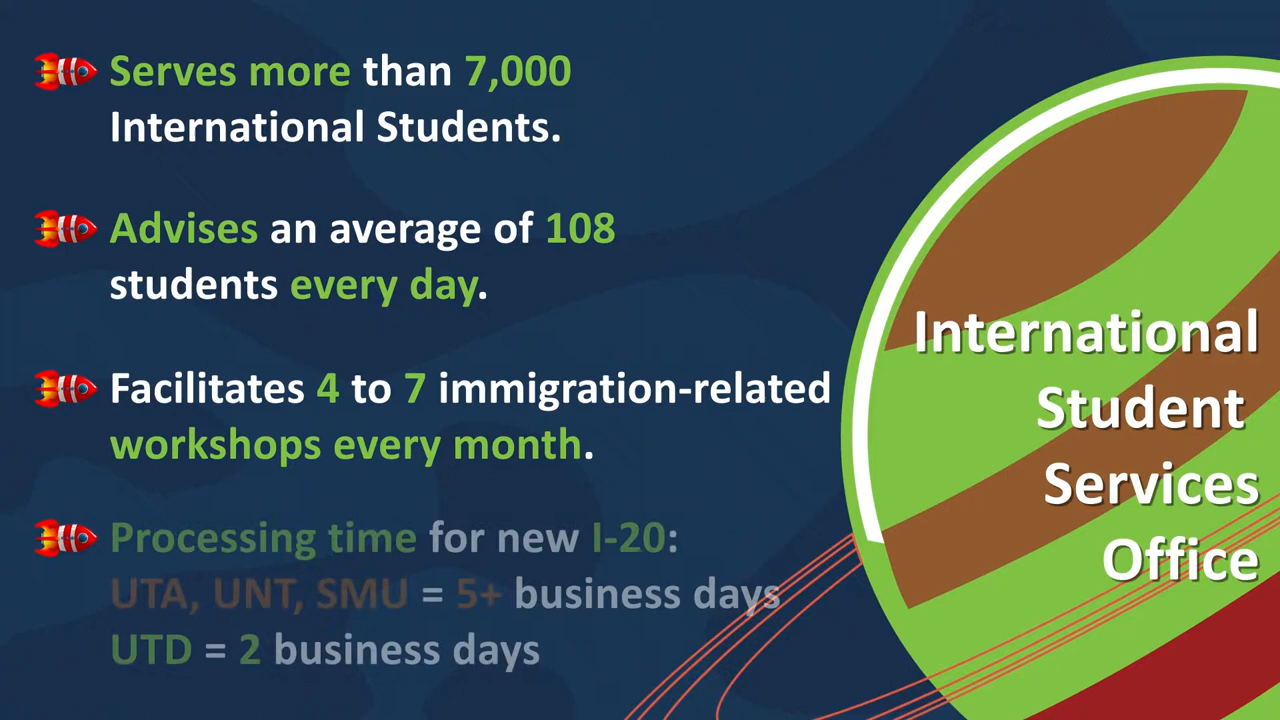 Serves more than 7,000
International Students.
Advises an average of 108
students every day.
Facilitates 4 to 7 immigration-related
workshops every month.
Processing time for new I-20:
UTA, UNT, SMU = 5+ business days
UTD = 2 business days
International
Student
Services
Office